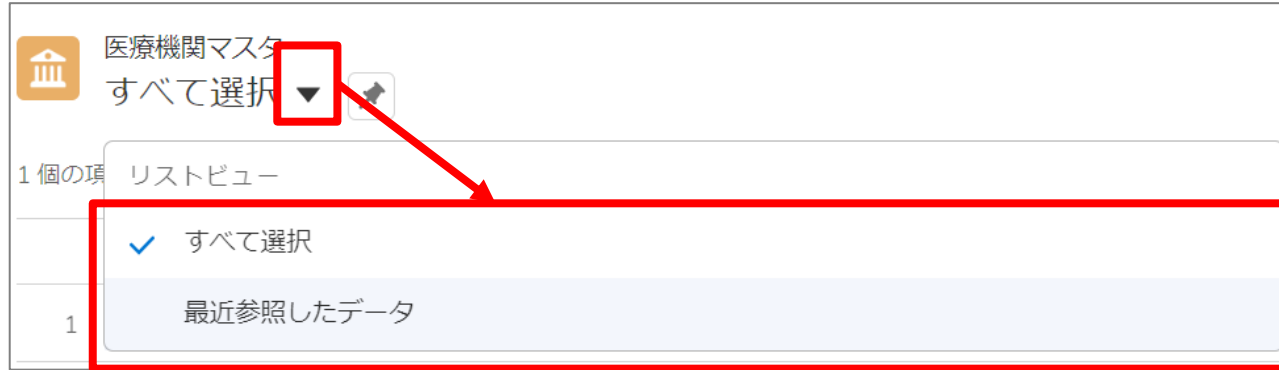 医療機関マスタ
すべて選択
1 個の項
リストビュー
すべて選択
最近参照したデータ
1